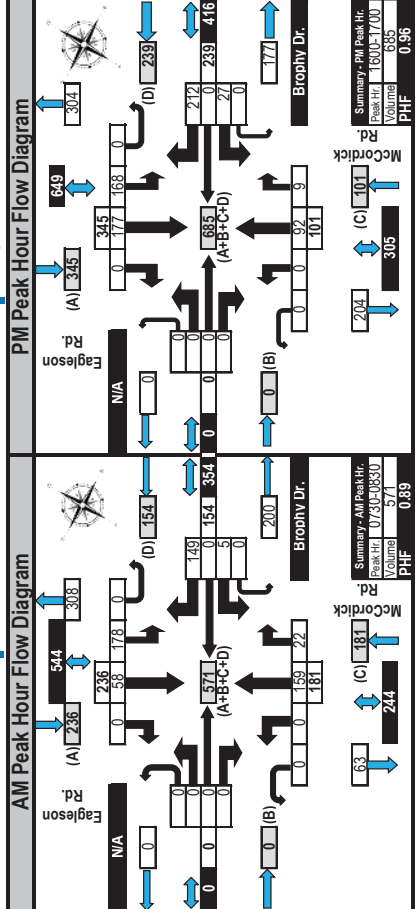 AM Peak Hour Flow Diagram
Eagleson
Rd.
(A) 236
544
308
N/A
236
0 58 178 0
0
154
(D)
0
0
0
0
0
571
(A+B+C+D)
149
0
5
0
154
354
0 (B)
200
0 0 159 22
181
Brophy Dr.
63
181
(C)
244
McCordick
Rd.
Summary - AM Peak Hr.
Peak Hr. 0730-0830
Volume 571
PHF 0.89
PM Peak Hour Flow Diagram
Eagleson
Rd.
(A) 345
649
304
N/A
345
0 177 168 0
0
239
(D)
0
0
0
0
0
0
685
(A+B+C+D)
212
0
27
0
239
416
0 (B)
177
0 0 92 9
101
Brophy Dr.
204
101
(C)
305
McCordick
Rd.
Summary - PM Peak Hr.
Peak Hr. 1600-1700
Volume 685
PHF 0.96